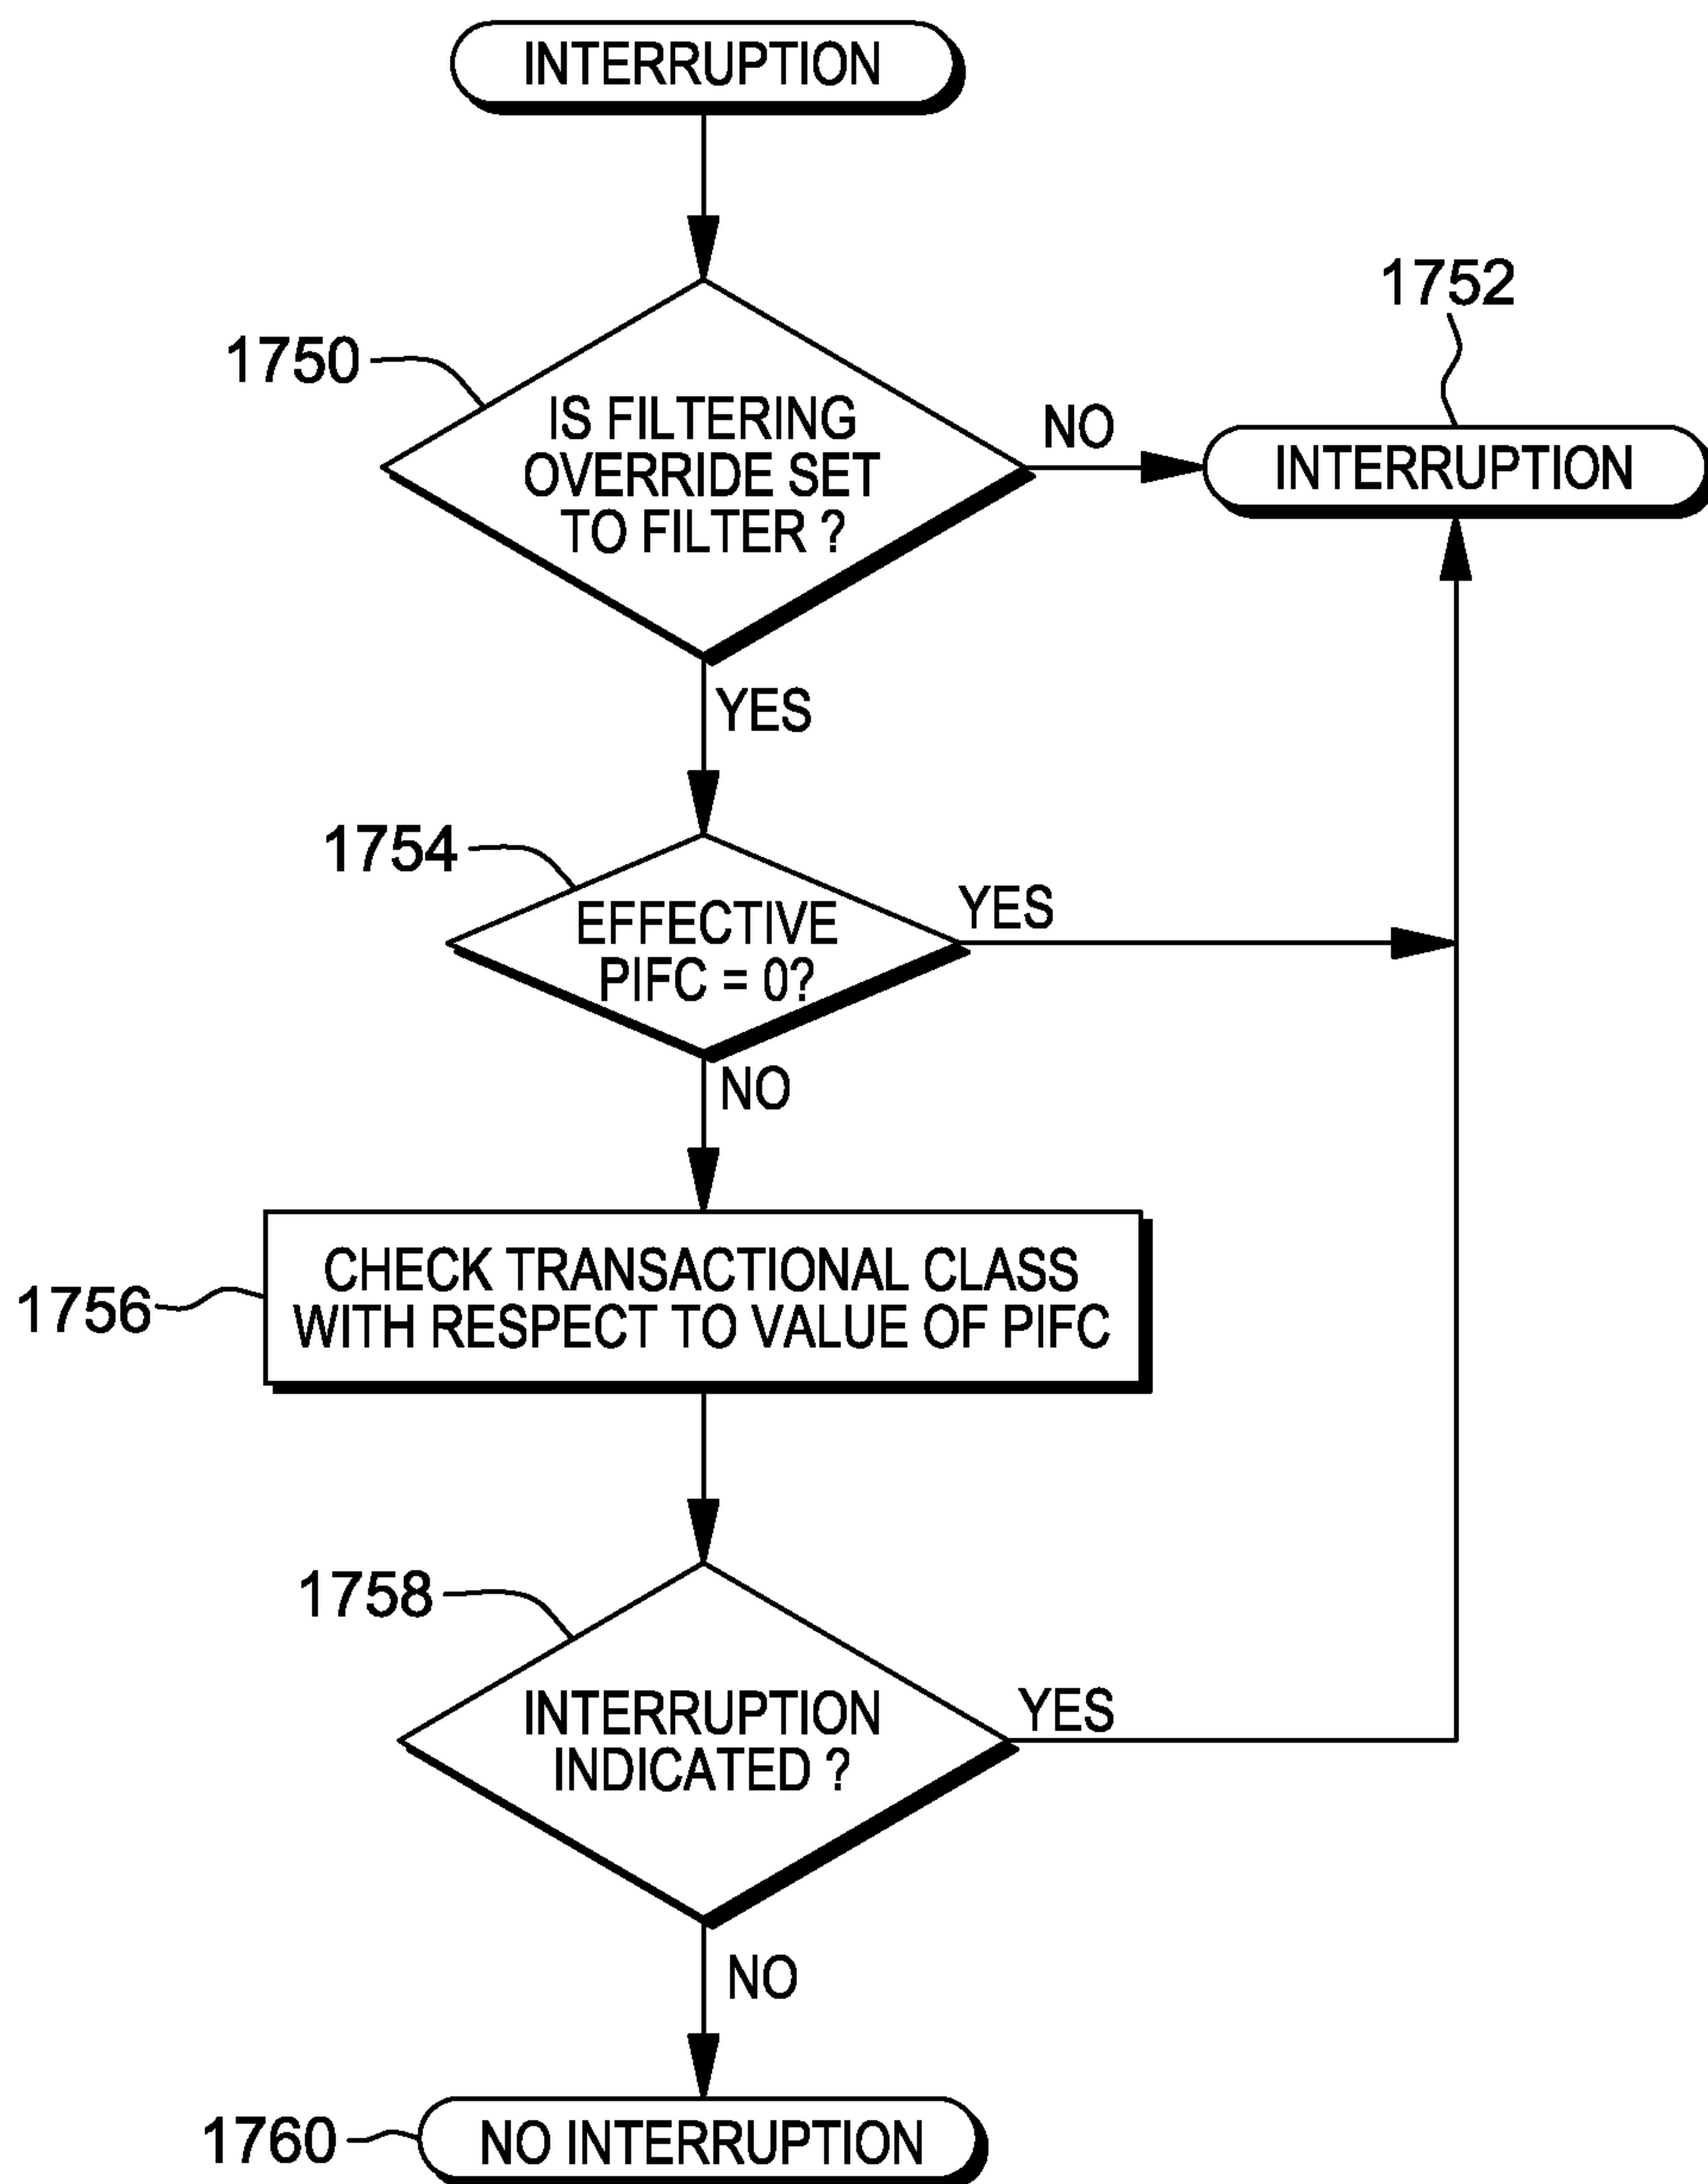 INTERRUPTION
1752
1750
IS FILTERING
OVERRIDE SET
TO FILTER ?
NO
INTERRUPTION
YES
1754
EFFECTIVE
PIFC = 0?
YES
NO
1756
CHECK TRANSACTIONAL CLASS
WITH RESPECT TO VALUE OF PIFC
1758
INTERRUPTION
INDICATED ?
YES
NO
1760
NO INTERRUPTION